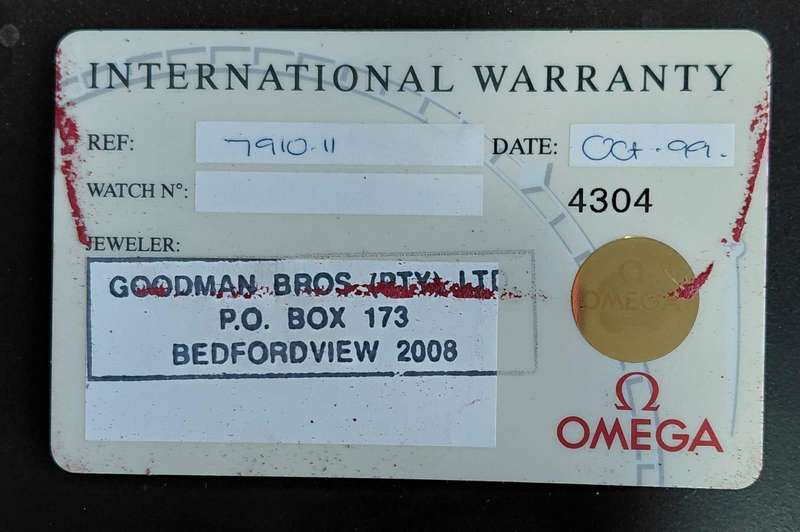 INTERNATIONAL WARRANTY
REF: 7910.11 DATE: Oct. 99.
WATCH Nº:
4304
JEWELER:
GOODMAN BROS (PTY) LTD
P.O. BOX 173
BEDFORDVIEW 2008
Ω
OMEGA
Ω
OMEGA